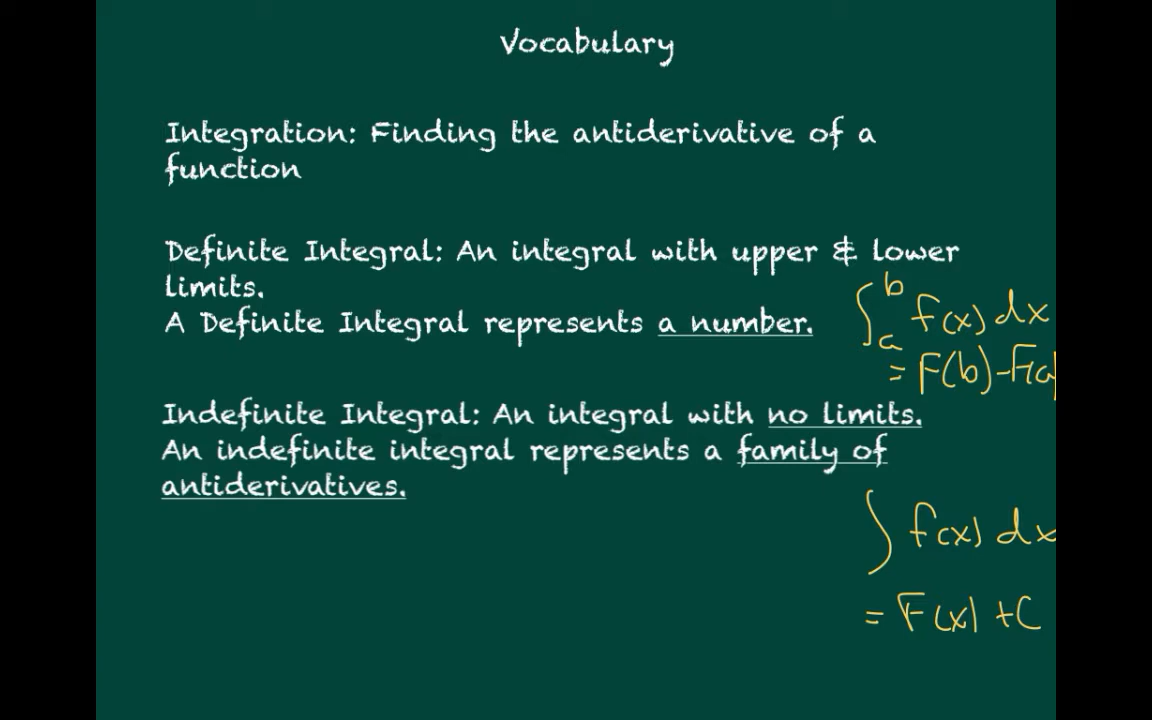 Vocabulary
Integration: Finding the antiderivative of a
function
Definite Integral: An integral with upper & lower
limits.
A Definite Integral represents a number.
∫_a^b f(x) dx
= F(b) - F(a
Indefinite Integral: An integral with no limits.
An indefinite integral represents a family of
antiderivatives.
∫ f(x) dx
= F(x) + C